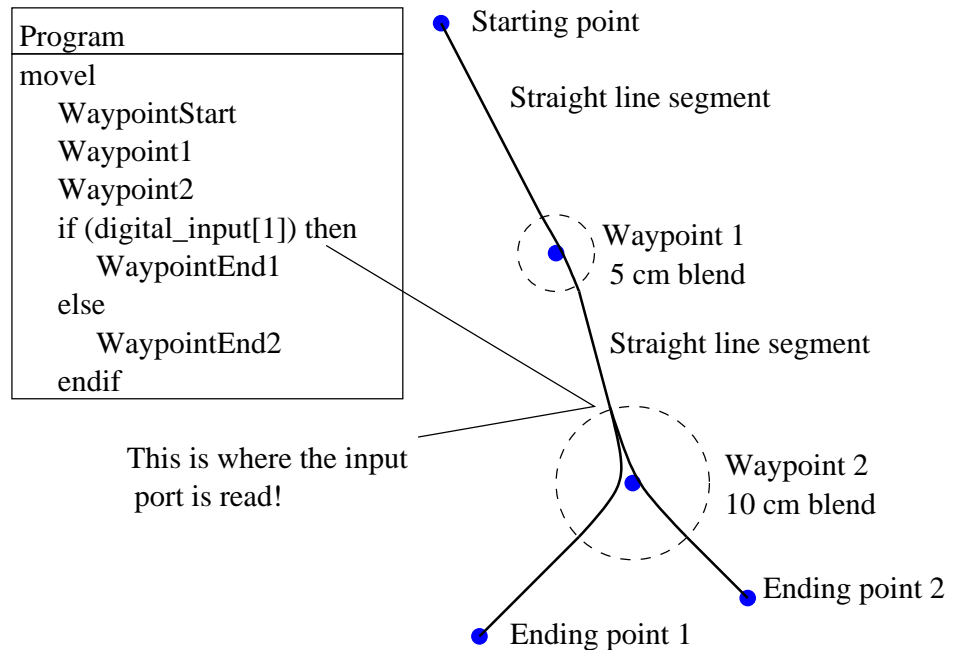 Program
movel
WaypointStart
Waypoint1
Waypoint2
if (digital_input[1]) then
WaypointEnd1
else
WaypointEnd2
endif
This is where the input
port is read!
Starting point
Straight line segment
Waypoint 1
5 cm blend
Straight line segment
Waypoint 2
10 cm blend
Ending point 2
Ending point 1